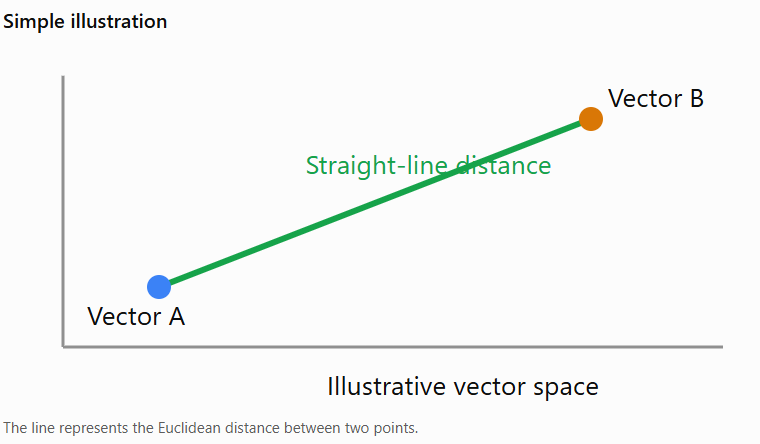 Simple illustration
Vector B
Straight-line distance
Vector A
Illustrative vector space
The line represents the Euclidean distance between two points.